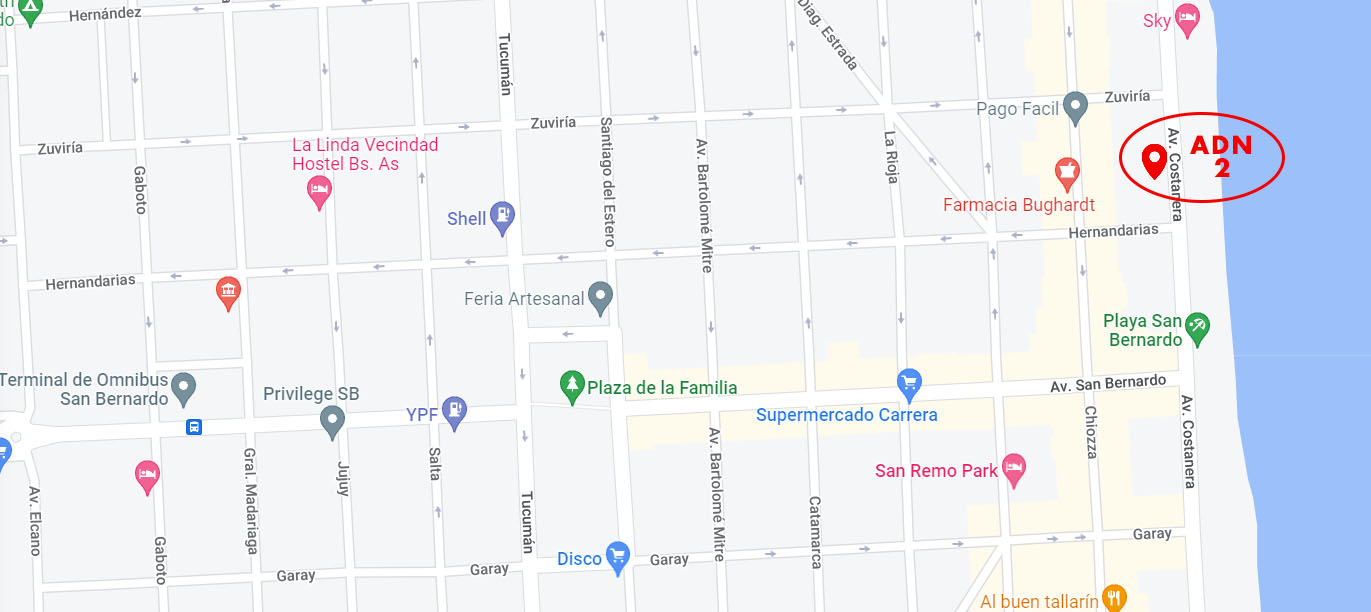 Hernández
Sky
Diag. Estrada
Tucumán
Pago Facil
Zuviría
Zuviría
Zuviría
La Linda Vecindad
Hostel Bs. As
Gaboto
Santiago del Estero
Av. Bartolomé Mitre
La Rioja
Av. Costanera
ADN
2
Farmacia Bughardt
Shell
Hernandarias
Hernandarias
Feria Artesanal
Playa San
Bernardo
Terminal de Omnibus
San Bernardo
Privilege SB
YPF
Plaza de la Familia
Supermercado Carrera
Av. San Bernardo
Chiozza
Av. Costanera
Av. Elcano
Gral. Madariaga
Jujuy
Salta
Tucumán
Av. Bartolomé Mitre
Catamarca
San Remo Park
Gaboto
Garay
Garay
Disco
Garay
Garay
Al buen tallarín